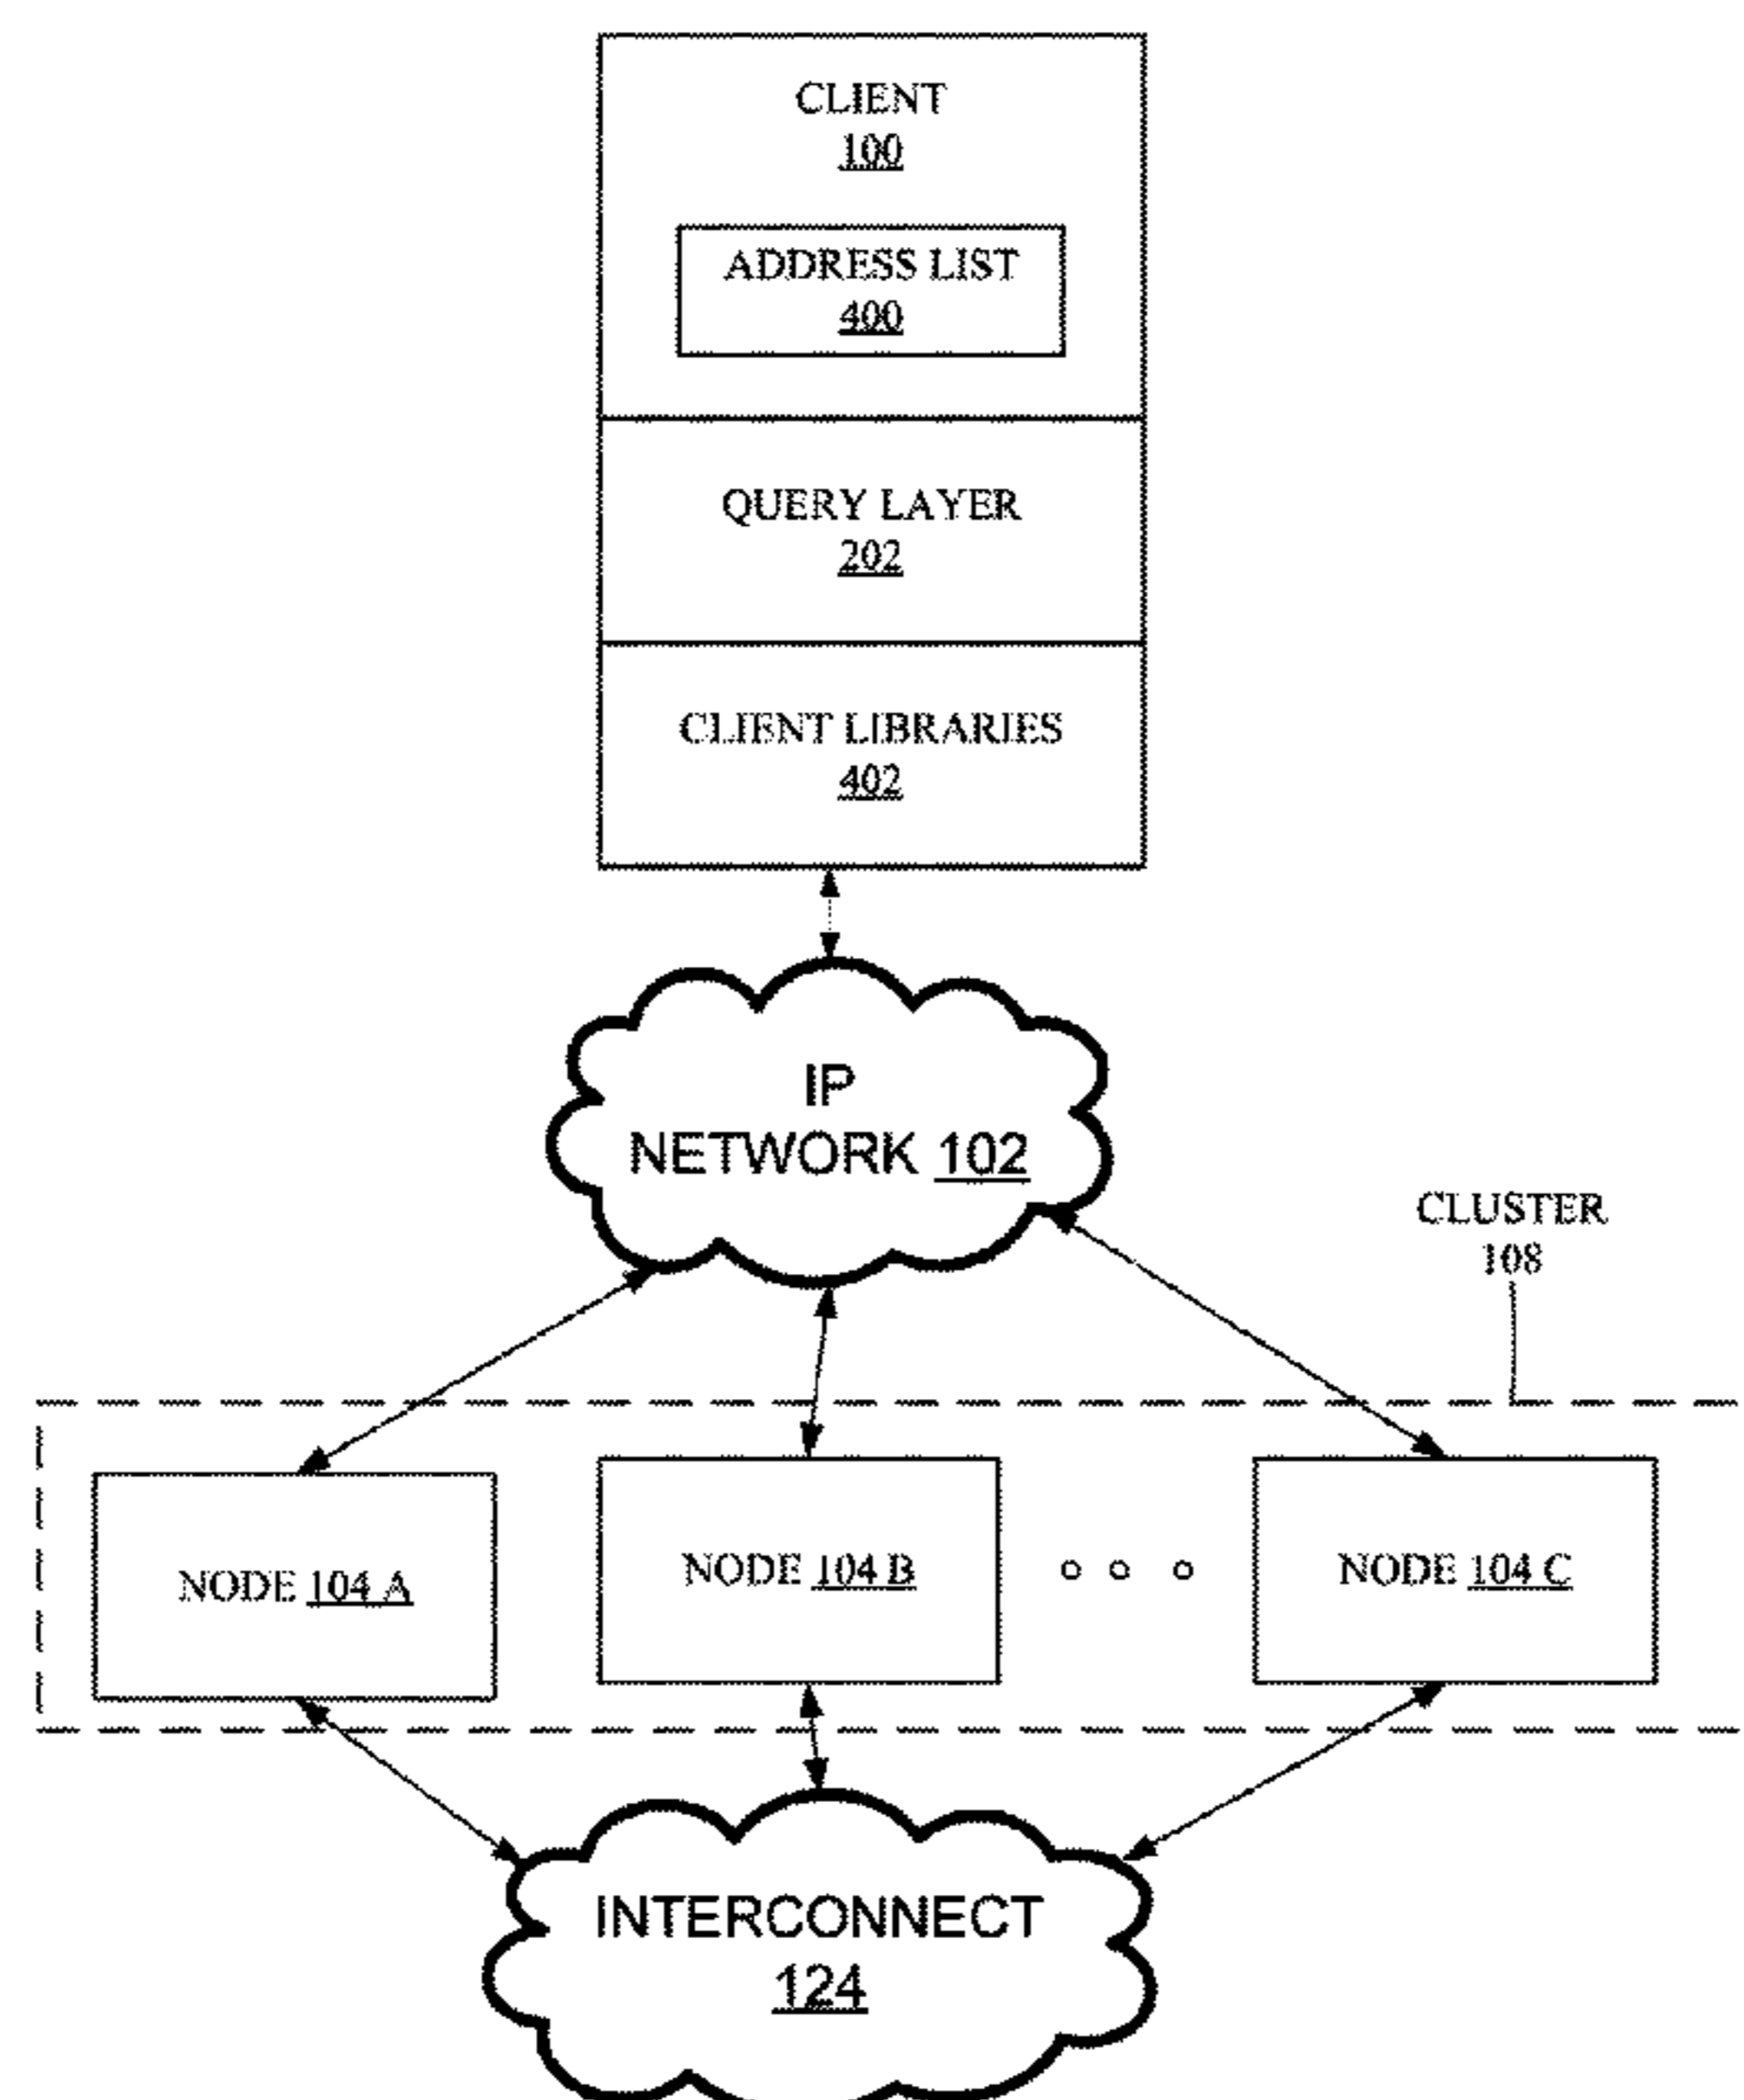 CLIENT
100
ADDRESS LIST
400
QUERY LAYER
202
CLIENT LIBRARIES
402
IP
NETWORK 102
CLUSTER
108
NODE 104 A
NODE 104 B
NODE 104 C
INTERCONNECT
124